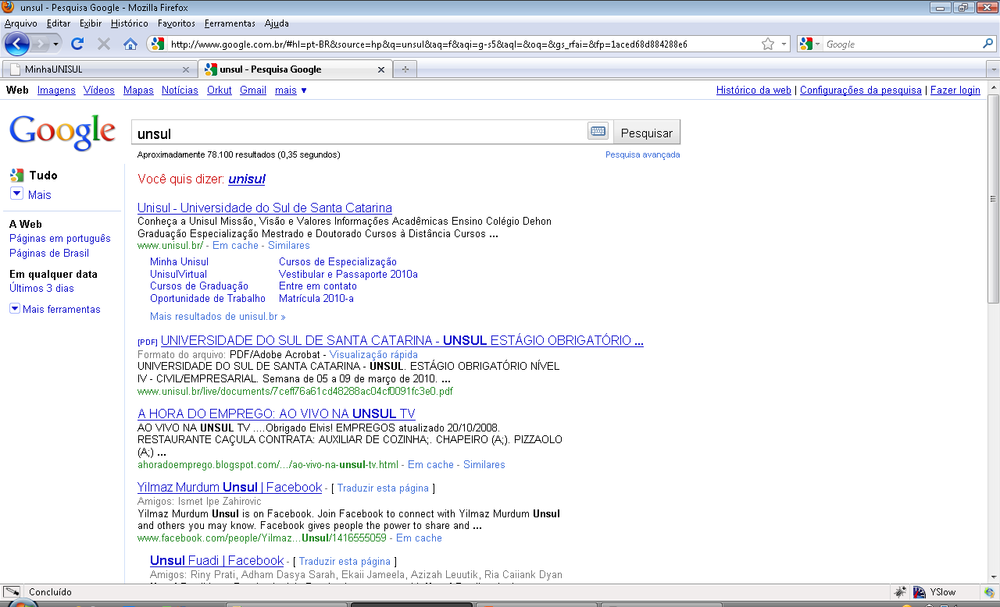 unsul - Pesquisa Google - Mozilla Firefox
Arquivo Editar Exibir Histórico Favoritos Ferramentas Ajuda
http://www.google.com.br/#hl=pt-BR&source=hp&q=unsul&aq=f&aqi=g-s5&aql=&oq=&gs_rfai=&fp=1aced68d884288e6
Google
MinhaUNISUL
unsul - Pesquisa Google
Web Imagens Vídeos Mapas Notícias Orkut Gmail mais ▼
Histórico da web | Configurações da pesquisa | Fazer login
Google
unsul
Pesquisar
Aproximadamente 78.100 resultados (0,35 segundos)
Pesquisa avançada
Tudo
Mais
A Web
Páginas em português
Páginas de Brasil
Em qualquer data
Últimos 3 dias
Mais ferramentas
Você quis dizer: unisul
Unisul - Universidade do Sul de Santa Catarina
Conheça a Unisul Missão, Visão e Valores Informações Acadêmicas Ensino Colégio Dehon
Graduação Especialização Mestrado e Doutorado Cursos à Distância Cursos ...
www.unisul.br/ - Em cache - Similares
Minha Unisul Cursos de Especialização
UnisulVirtual Vestibular e Passaporte 2010a
Cursos de Graduação Entre em contato
Oportunidade de Trabalho Matrícula 2010-a
Mais resultados de unisul.br »
[PDF] UNIVERSIDADE DO SUL DE SANTA CATARINA - UNSUL ESTÁGIO OBRIGATÓRIO ...
Formato do arquivo: PDF/Adobe Acrobat - Visualização rápida
UNIVERSIDADE DO SUL DE SANTA CATARINA - UNSUL. ESTÁGIO OBRIGATÓRIO NÍVEL
IV - CIVIL/EMPRESARIAL. Semana de 05 a 09 de março de 2010. ...
www.unisul.br/live/documents/7ceff76a61cd48288ac04cf0091fc3e0.pdf
A HORA DO EMPREGO: AO VIVO NA UNSUL TV
AO VIVO NA UNSUL TV ....Obrigado Elvis! EMPREGOS atualizado 20/10/2008.
RESTAURANTE CAÇULA CONTRATA: AUXILIAR DE COZINHA;. CHAPEIRO (A;). PIZZAOLO
(A;) ...
ahoradoemprego.blogspot.com/.../ao-vivo-na-unsul-tv.html - Em cache - Similares
Yilmaz Murdum Unsul | Facebook - [ Traduzir esta página ]
Amigos: Ismet Ipe Zahirovic
Yilmaz Murdum Unsul is on Facebook. Join Facebook to connect with Yilmaz Murdum Unsul
and others you may know. Facebook gives people the power to share and ...
www.facebook.com/people/Yilmaz...Unsul/1416555059 - Em cache
Unsul Fuadi | Facebook - [ Traduzir esta página ]
Amigos: Riny Prati, Adham Dasya Sarah, Ekaii Jameela, Azizah Leuutik, Ria Caiiank Dyan
Concluído
YSlow